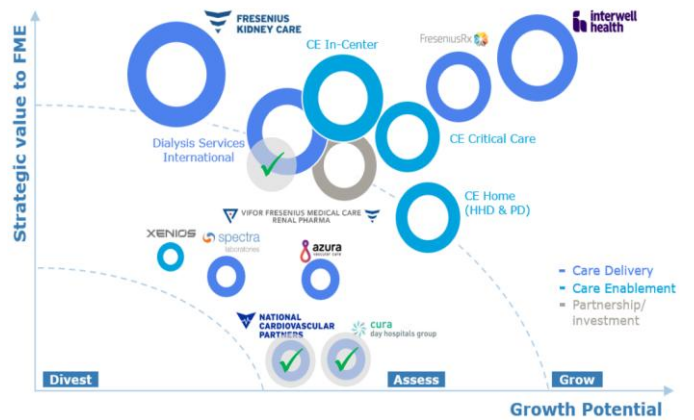 Strategic value to FME
FRESENIUS
KIDNEY CARE
CE In-Center
FreseniusRx
interwell
health
Dialysis Services
International
CE Critical Care
CE Home
(HHD & PD)
VIFOR FRESENIUS MEDICAL CARE
RENAL PHARMA
XENIOS
spectra
laboratories
azura
vascular care
NATIONAL
CARDIOVASCULAR
PARTNERS
cura
day hospitals group
Care Delivery
Care Enablement
Partnership/
investment
Divest
Assess
Grow
Growth Potential